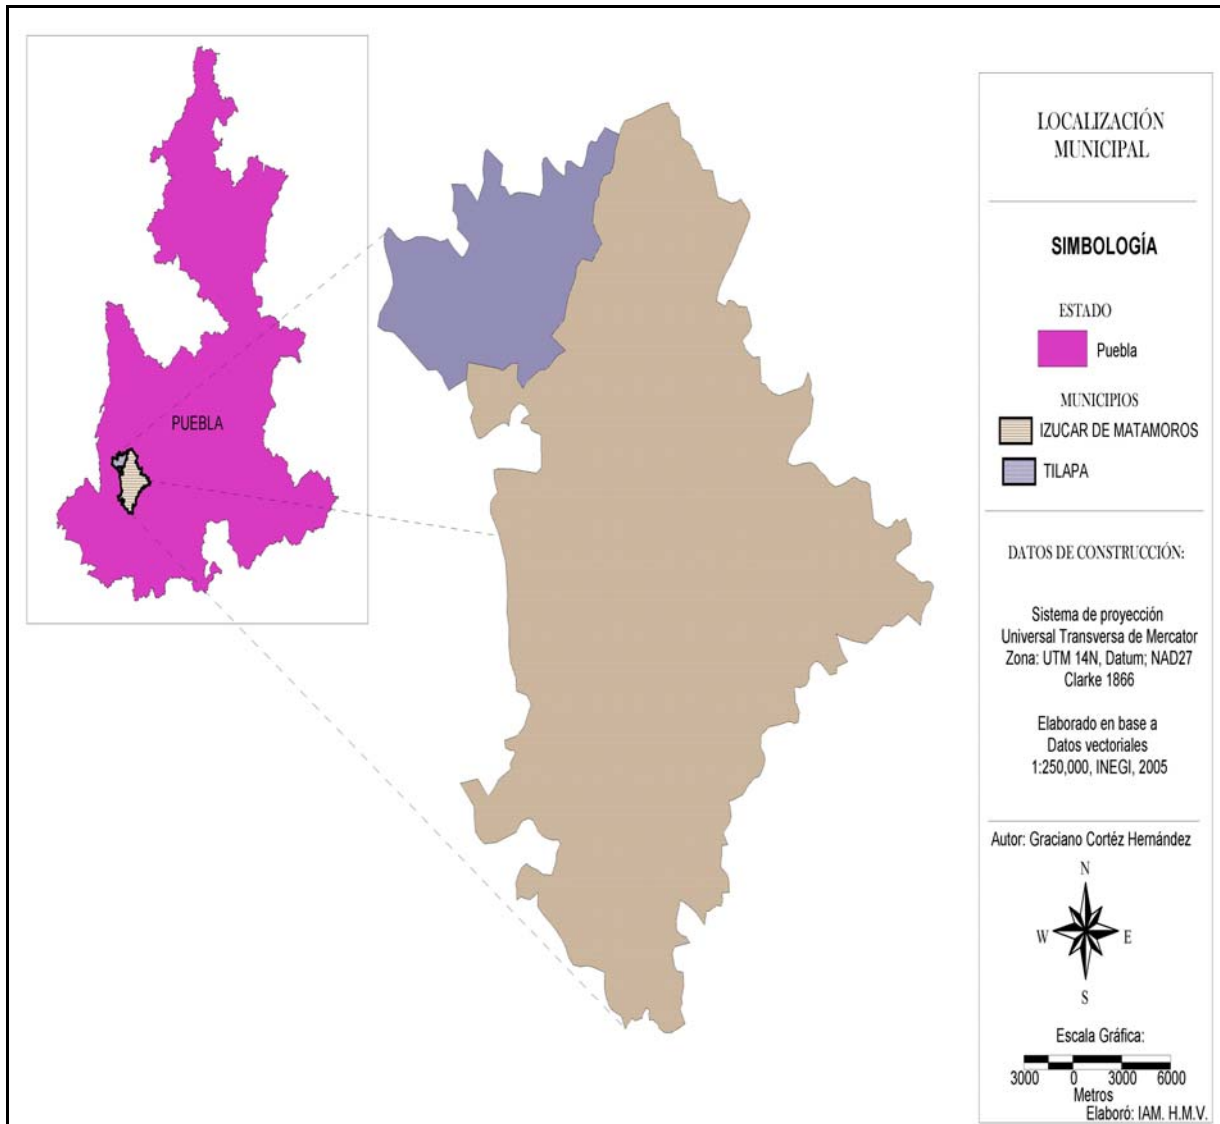 PUEBLA
LOCALIZACIÓN
MUNICIPAL
SIMBOLOGÍA
ESTADO
Puebla
MUNICIPIOS
IZUCAR DE MATAMOROS
TILAPA
DATOS DE CONSTRUCCIÓN:
Sistema de proyección
Universal Transversa de Mercator
Zona: UTM 14N, Datum; NAD27
Clarke 1866
Elaborado en base a
Datos vectoriales
1:250,000, INEGI, 2005
Autor: Graciano Cortéz Hernández
N
W E
S
Escala Gráfica:
3000 0 3000 6000
Metros
Elaboró: IAM. H.M.V.